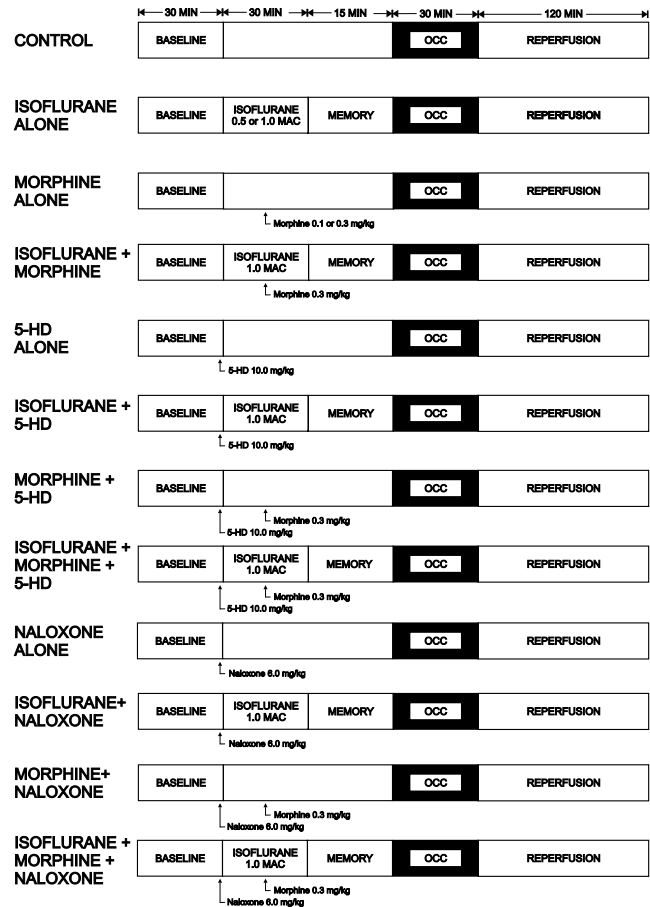 30 MIN 30 MIN 15 MIN 30 MIN 120 MIN
CONTROL
BASELINE OCC REPERFUSION
ISOFLURANE
ALONE
BASELINE ISOFLURANE
0.5 or 1.0 MAC MEMORY OCC REPERFUSION
MORPHINE
ALONE
BASELINE OCC REPERFUSION
Morphine 0.1 or 0.3 mg/kg
ISOFLURANE +
MORPHINE
BASELINE ISOFLURANE
1.0 MAC MEMORY OCC REPERFUSION
Morphine 0.3 mg/kg
5-HD
ALONE
BASELINE OCC REPERFUSION
5-HD 10.0 mg/kg
ISOFLURANE +
5-HD
BASELINE ISOFLURANE
1.0 MAC MEMORY OCC REPERFUSION
5-HD 10.0 mg/kg
MORPHINE +
5-HD
BASELINE OCC REPERFUSION
Morphine 0.3 mg/kg
5-HD 10.0 mg/kg
ISOFLURANE +
MORPHINE +
5-HD
BASELINE ISOFLURANE
1.0 MAC MEMORY OCC REPERFUSION
Morphine 0.3 mg/kg
5-HD 10.0 mg/kg
NALOXONE
ALONE
BASELINE OCC REPERFUSION
Naloxone 6.0 mg/kg
ISOFLURANE+
NALOXONE
BASELINE ISOFLURANE
1.0 MAC MEMORY OCC REPERFUSION
Naloxone 6.0 mg/kg
MORPHINE+
NALOXONE
BASELINE OCC REPERFUSION
Morphine 0.3 mg/kg
Naloxone 6.0 mg/kg
ISOFLURANE +
MORPHINE +
NALOXONE
BASELINE ISOFLURANE
1.0 MAC MEMORY OCC REPERFUSION
Morphine 0.3 mg/kg
Naloxone 6.0 mg/kg